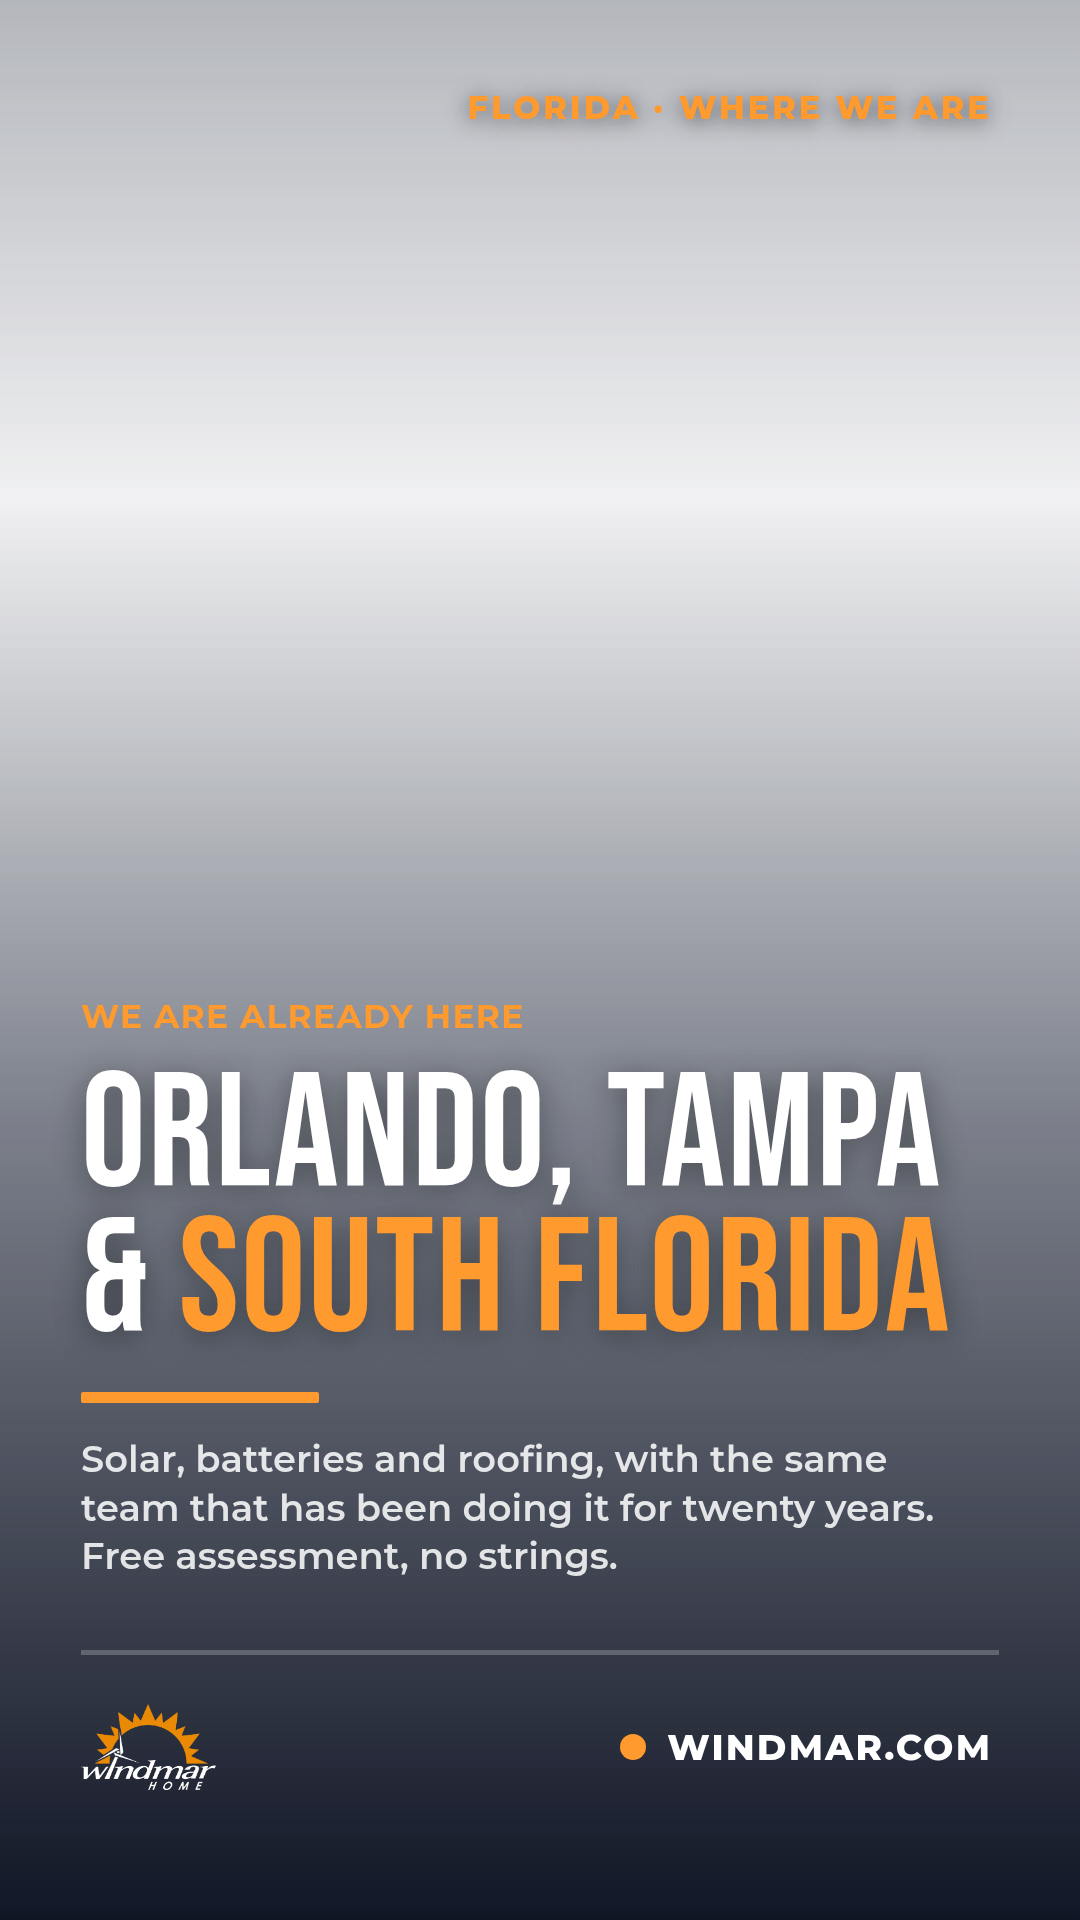 FLORIDA · WHERE WE ARE
WE ARE ALREADY HERE
ORLANDO, TAMPA
& SOUTH FLORIDA
Solar, batteries and roofing, with the same
team that has been doing it for twenty years.
Free assessment, no strings.
windmar
HOME
WINDMAR.COM